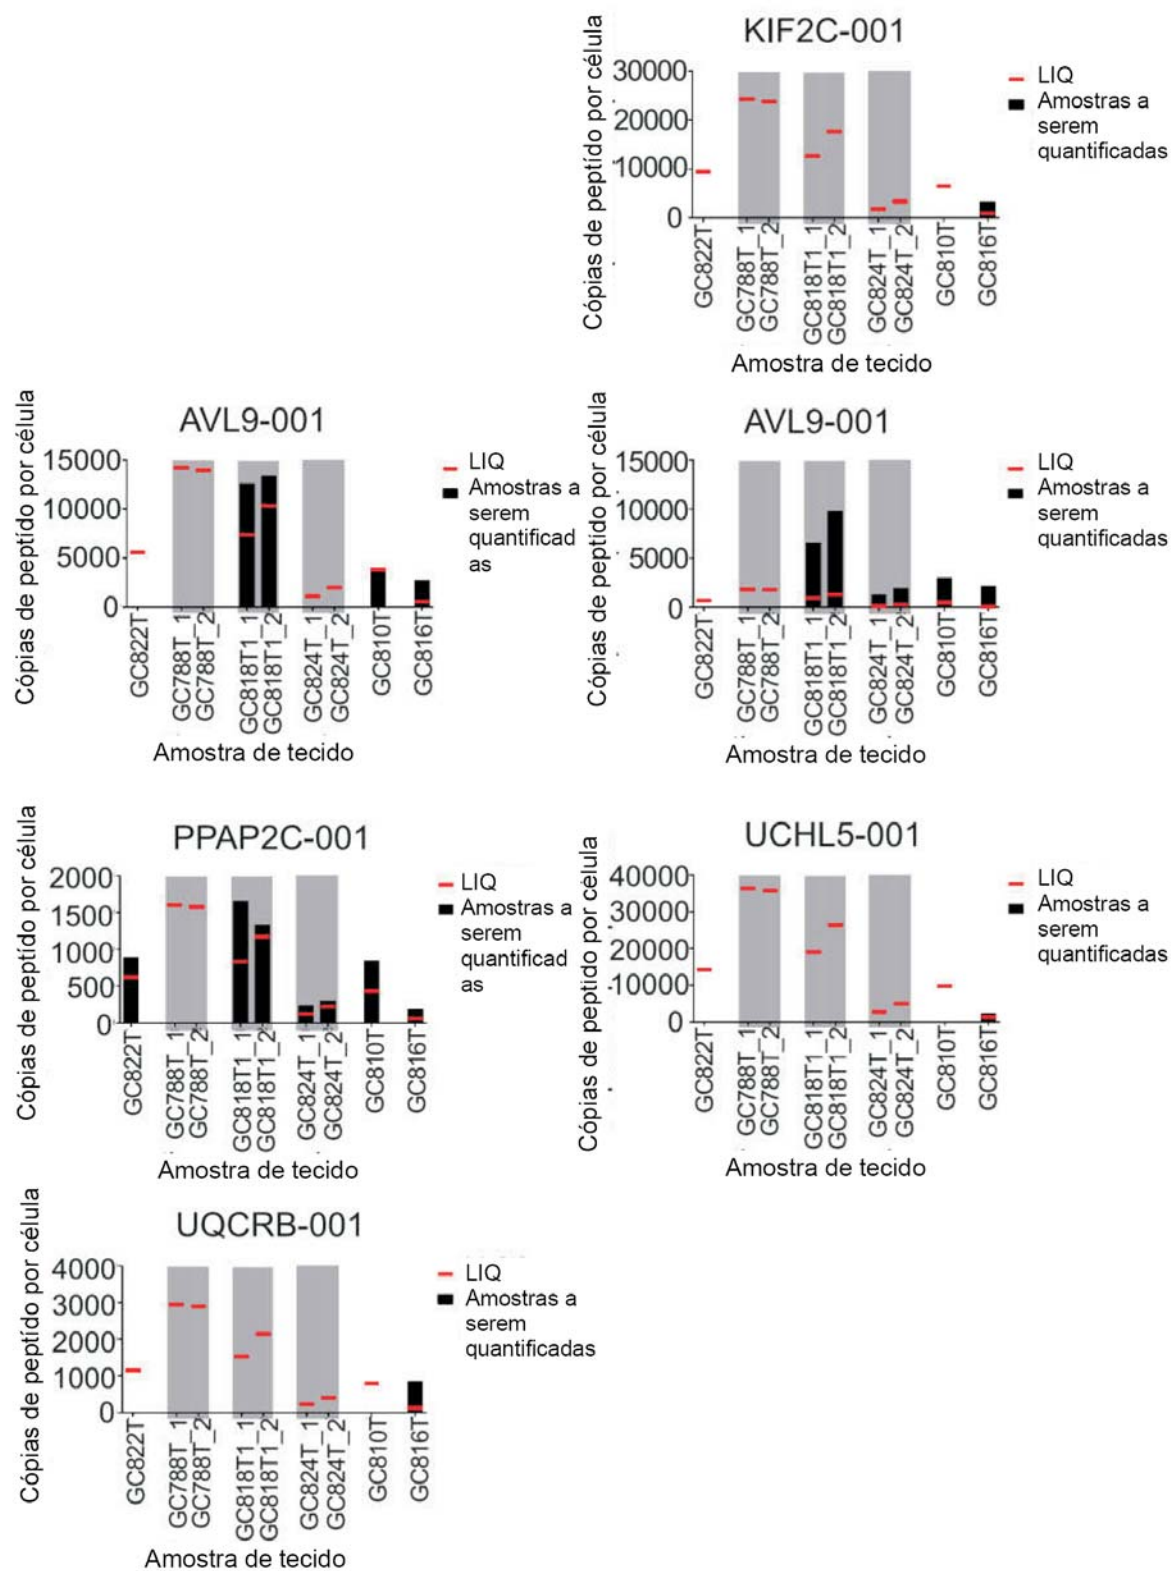 KIF2C-001
Cópias de peptído por célula
30000
20000
10000
0
GC822T
GC788T_1
GC788T_2
GC818T1_1
GC818T1_2
GC824T_1
GC824T_2
GC810T
GC816T
Amostra de tecido
LIQ
Amostras a
serem
quantificadas
AVL9-001
Cópias de peptído por célula
15000
10000
5000
0
GC822T
GC788T_1
GC788T_2
GC818T1_1
GC818T1_2
GC824T_1
GC824T_2
GC810T
GC816T
Amostra de tecido
LIQ
Amostras a
serem
quantificad
as
AVL9-001
Cópias de peptído por célula
15000
10000
5000
0
GC822T
GC788T_1
GC788T_2
GC818T1_1
GC818T1_2
GC824T_1
GC824T_2
GC810T
GC816T
Amostra de tecido
LIQ
Amostras a
serem
quantificadas
PPAP2C-001
Cópias de peptído por célula
2000
1500
1000
500
0
GC822T
GC788T_1
GC788T_2
GC818T1_1
GC818T1_2
GC824T_1
GC824T_2
GC810T
GC816T
Amostra de tecido
LIQ
Amostras a
serem
quantificad
as
UCHL5-001
Cópias de peptído por célula
40000
30000
20000
10000
0
GC822T
GC788T_1
GC788T_2
GC818T1_1
GC818T1_2
GC824T_1
GC824T_2
GC810T
GC816T
Amostra de tecido
LIQ
Amostras a
serem
quantificadas
UQCRB-001
Cópias de peptído por célula
4000
3000
2000
1000
0
GC822T
GC788T_1
GC788T_2
GC818T1_1
GC818T1_2
GC824T_1
GC824T_2
GC810T
GC816T
Amostra de tecido
LIQ
Amostras a
serem
quantificadas